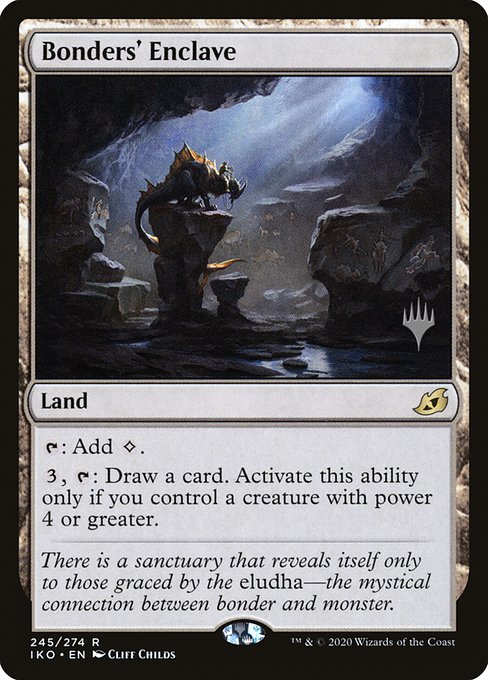 Bonders' Enclave
Land
: Add .
3, : Draw a card. Activate this ability
only if you control a creature with power
4 or greater.
There is a sanctuary that reveals itself only
to those graced by the eludha—the mystical
connection between bonder and monster.
245/274 R
IKO • EN Cliff Childs
™ & © 2020 Wizards of the Coast